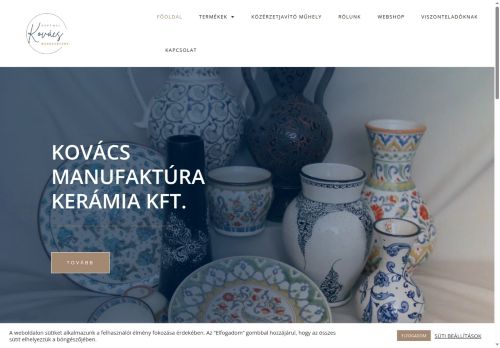 Kovács
FŐOLDAL
TERMÉKEK
KÖZÉRZETJAVÍTÓ MŰHELY
RÓLUNK
WEBSHOP
VISZONTELADÓKNAK
KAPCSOLAT
KOVÁCS
MANUFAKTÚRA
KERÁMIA KFT.
TOVÁBB
A weboldalon sütiket alkalmazunk a felhasználói élmény fokozása érdekében. Az "Elfogadom" gombbal hozzájárul, hogy az összes
sütit elhelyezzük a böngészőjében.
ELFOGADOM
SÜTI BEÁLLÍTÁSOK